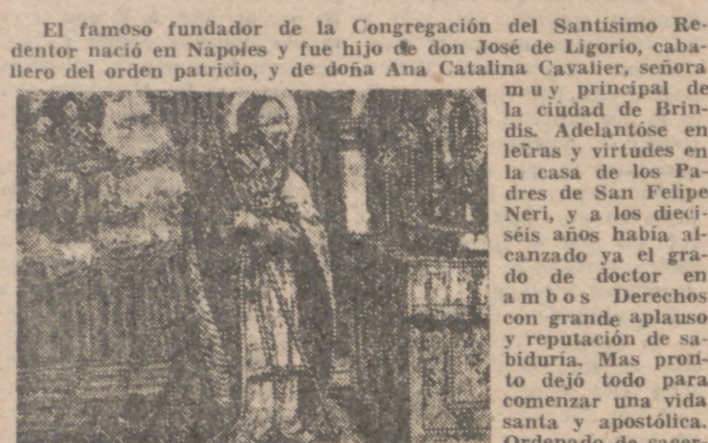 El famoso fundador de la Congregación del Santísimo Re-
dentor nació en Nápoles y fue hijo de don José de Ligorio, caba-
llero del orden patricio, y de doña Ana Catalina Cavalier, señora
muy principal de
la ciudad de Brin-
dis. Adelantóse en
letras y virtudes en
la casa de los Pa-
dres de San Felipe
Neri, y a los dieci-
séis años había al-
canzado ya el gra-
do de doctor en
ambos Derechos
con grande aplauso
y reputación de sa-
biduría. Mas pron-
to dejó todo para
comenzar una vida
santa y apostólica.
Ordenado de sacer-